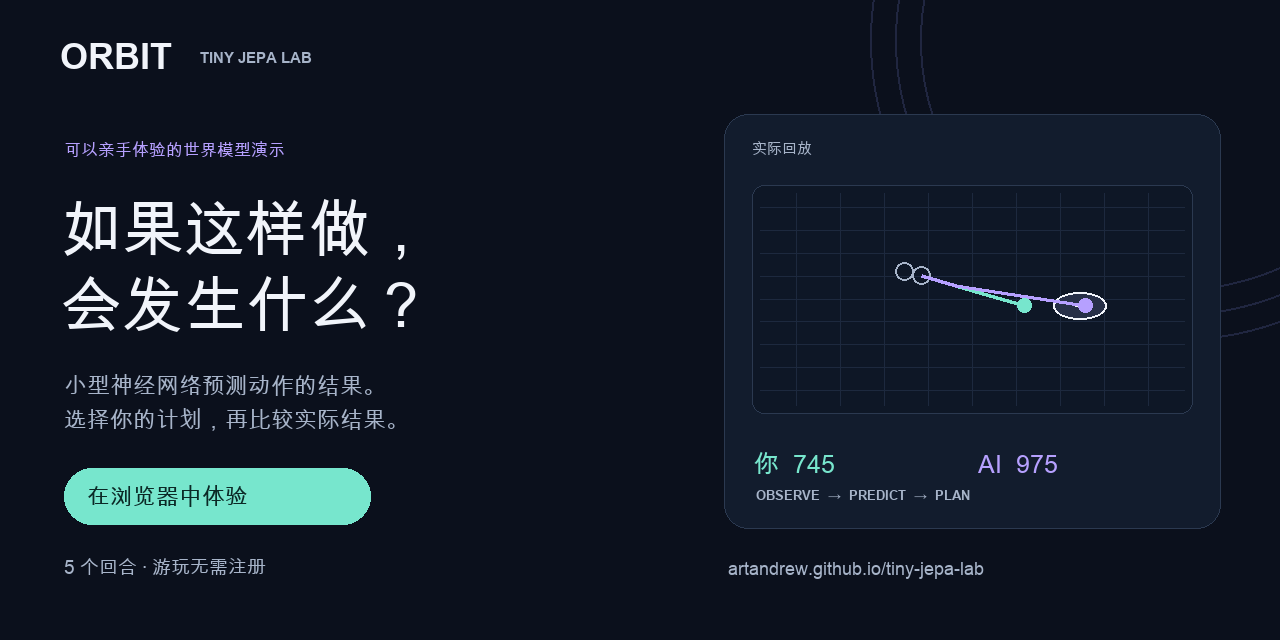 ORBIT TINY JEPA LAB
可以亲手体验的世界模型演示
如果这样做，
会发生什么？
小型神经网络预测动作的结果。
选择你的计划，再比较实际结果。
在浏览器中体验
5 个回合 · 游玩无需注册
实际回放
你 745 AI 975
OBSERVE → PREDICT → PLAN
artandrew.github.io/tiny-jepa-lab